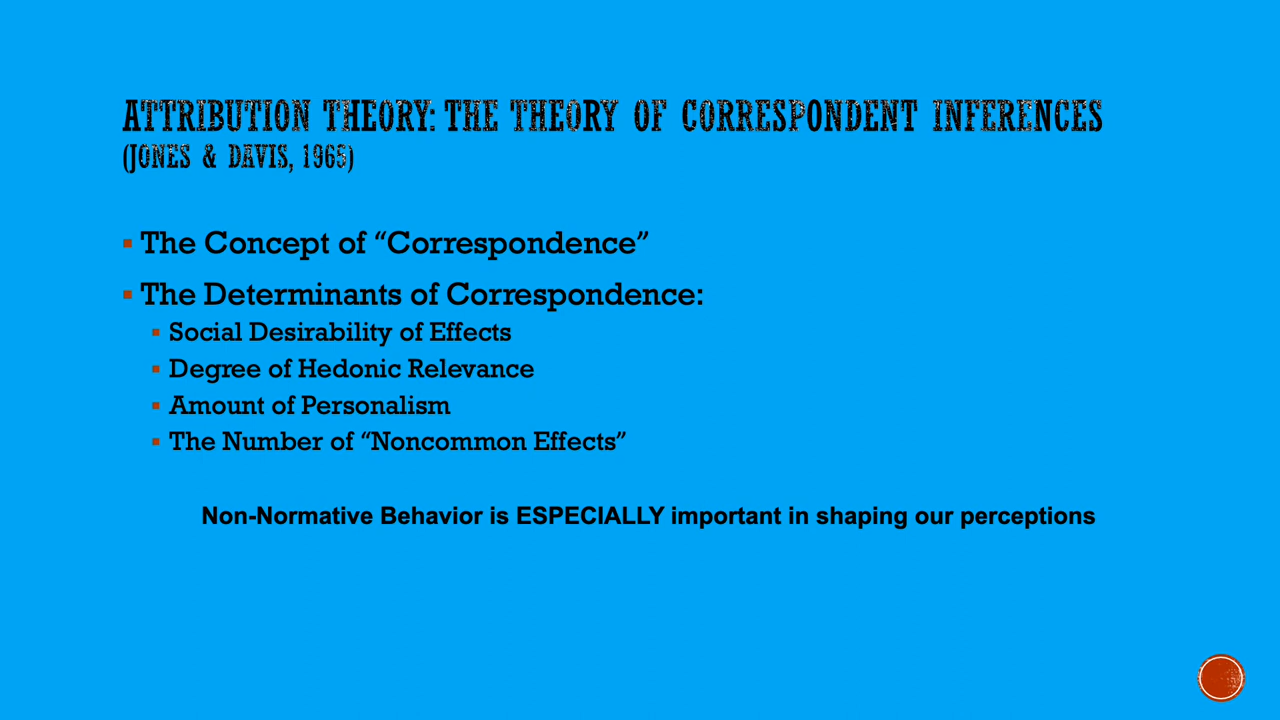 ATTRIBUTION THEORY: THE THEORY OF CORRESPONDENT INFERENCES
(JONES & DAVIS, 1965)
The Concept of “Correspondence”
The Determinants of Correspondence:
Social Desirability of Effects
Degree of Hedonic Relevance
Amount of Personalism
The Number of “Noncommon Effects”
Non-Normative Behavior is ESPECIALLY important in shaping our perceptions